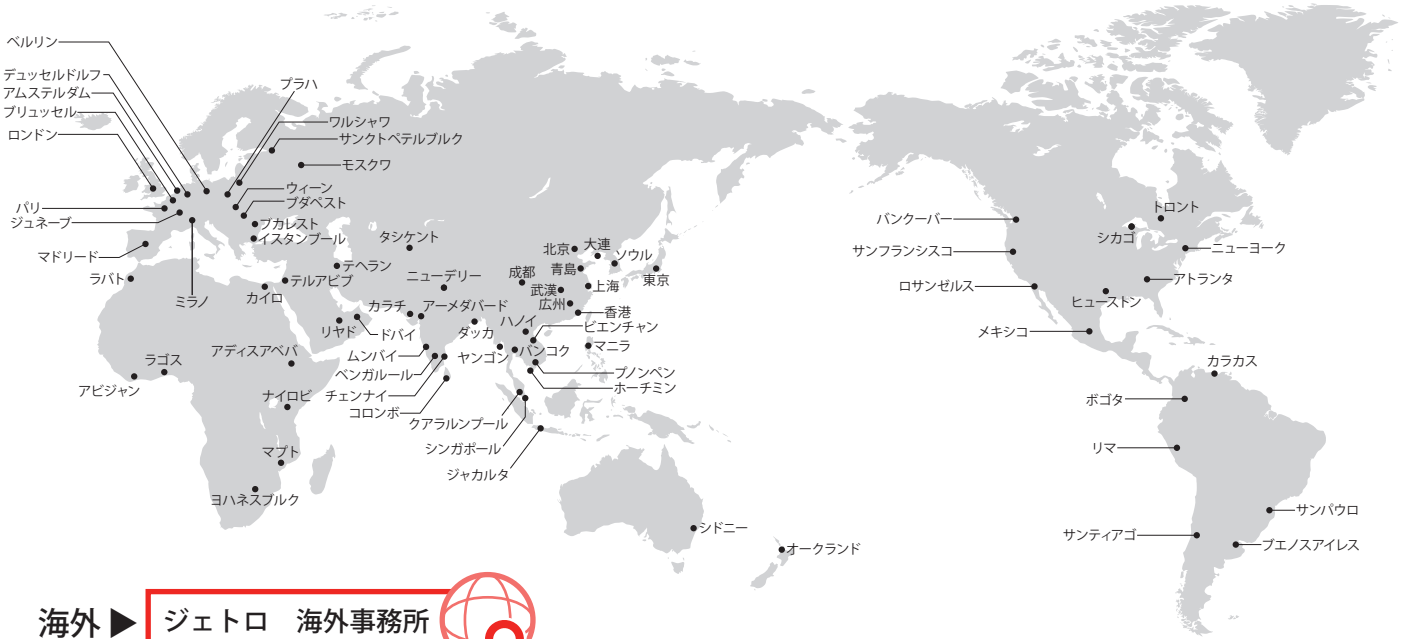 ベルリン
デュッセルドルフ
アムステルダム
ブリュッセル
ロンドン
プラハ
ワルシャワ
サンクトペテルブルク
モスクワ
パリ
ジュネーブ
マドリード
ラバト
ミラノ
ウィーン
ブダペスト
ブカレスト
イスタンブール
タシケント
テヘラン
テルアビブ
カイロ
ニューデリー
カラチ
アーメダバード
リヤド
ドバイ
ダッカ
アディスアベバ
ラゴス
アビジャン
ナイロビ
マプト
ヨハネスブルク
ムンバイ
ベンガルール
チェンナイ
コロンボ
ヤンゴン
北京
大連
ソウル
青島
東京
成都
武漢
上海
広州
香港
ハノイ
ビエンチャン
バンコク
マニラ
プノンペン
ホーチミン
クアラルンプール
シンガポール
ジャカルタ
シドニー
オークランド
バンクーバー
サンフランシスコ
ロサンゼルス
メキシコ
トロント
シカゴ
ニューヨーク
アトランタ
ヒューストン
カラカス
ボゴタ
リマ
サンパウロ
サンティアゴ
ブエノスアイレス
海外 ▶ ジェトロ 海外事務所